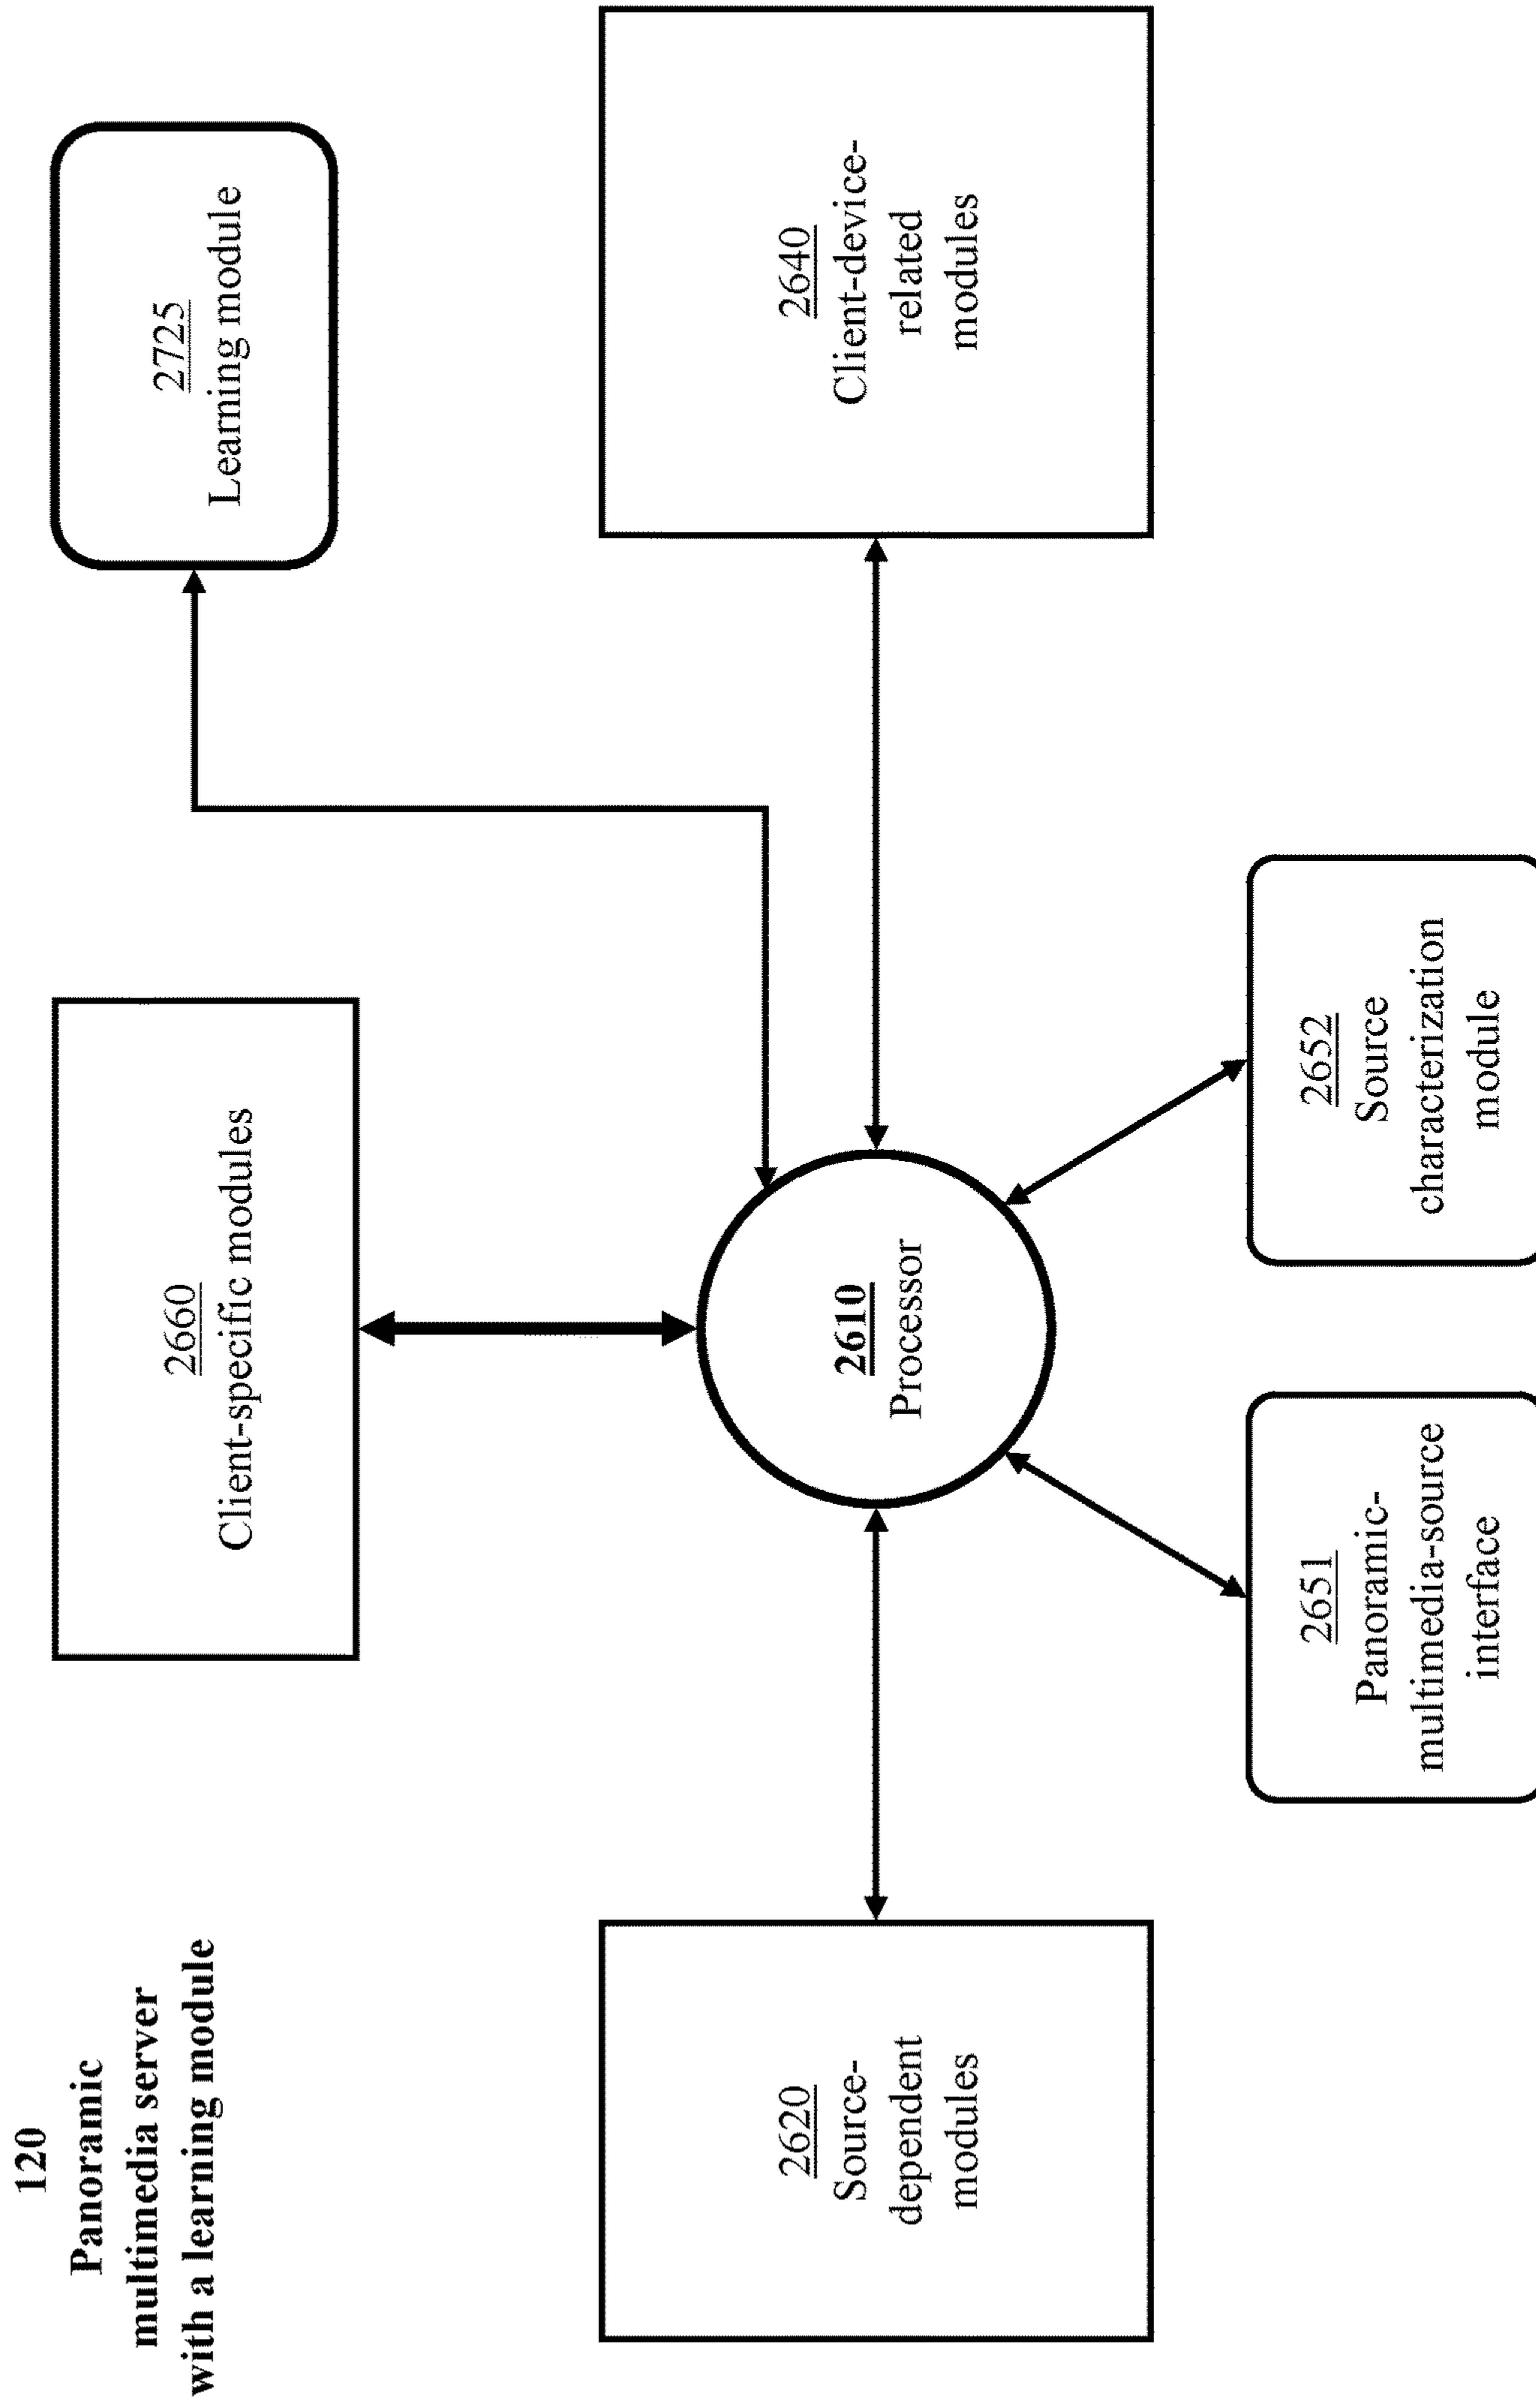 120
Panoramic
multimedia server
with a learning module
2660
Client-specific modules
2725
Learning module
2620
Source-
dependent
modules
2610
Processor
2640
Client-device-
related
modules
2651
Panoramic-
multimedia-source
interface
2652
Source
characterization
module